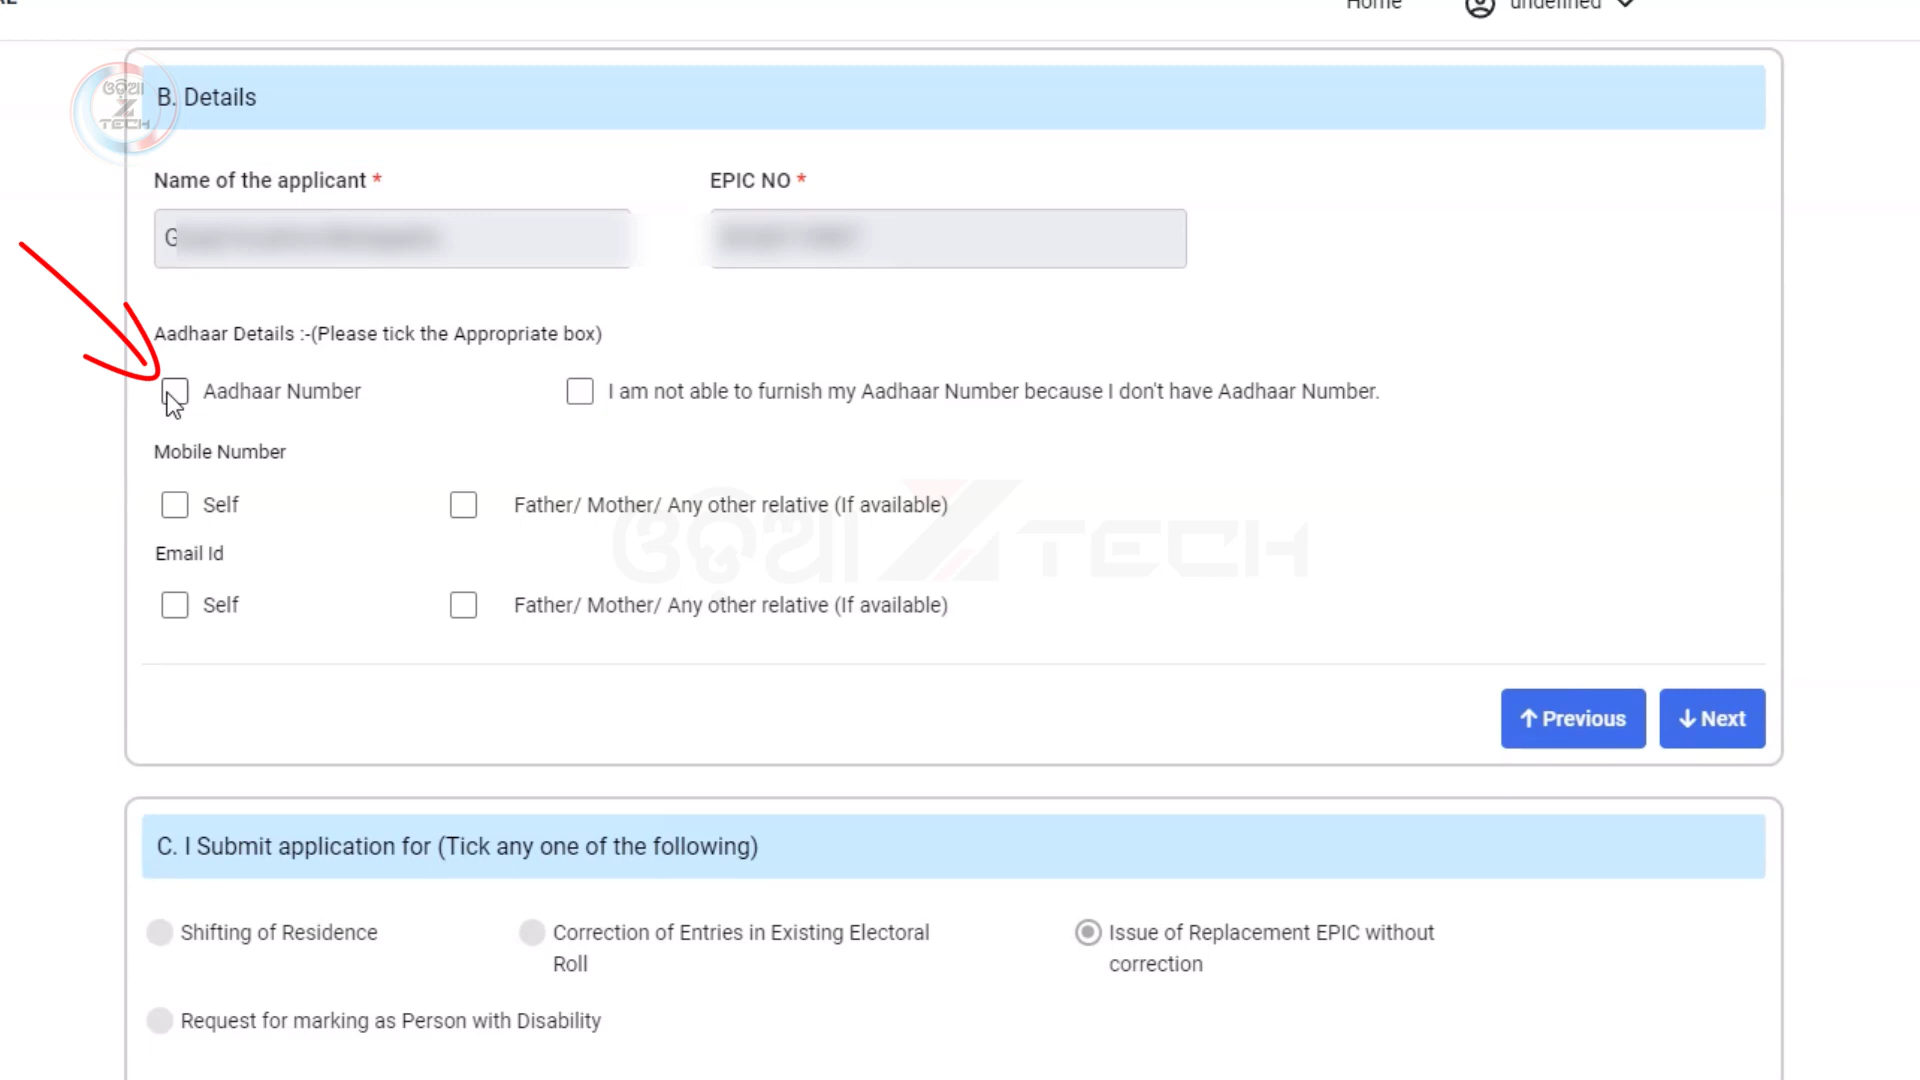 Home undefined
ଓଡ଼ିଆ
Z
TECH
B. Details
Name of the applicant * EPIC NO *
G
Aadhaar Details :-(Please tick the Appropriate box)
Aadhaar Number I am not able to furnish my Aadhaar Number because I don't have Aadhaar Number.
Mobile Number
Self Father/ Mother/ Any other relative (If available)
ଓଡ଼ିଆ Z TECH
Email Id
Self Father/ Mother/ Any other relative (If available)
Previous Next
C. I Submit application for (Tick any one of the following)
Shifting of Residence Correction of Entries in Existing Electoral Issue of Replacement EPIC without
Roll correction
Request for marking as Person with Disability